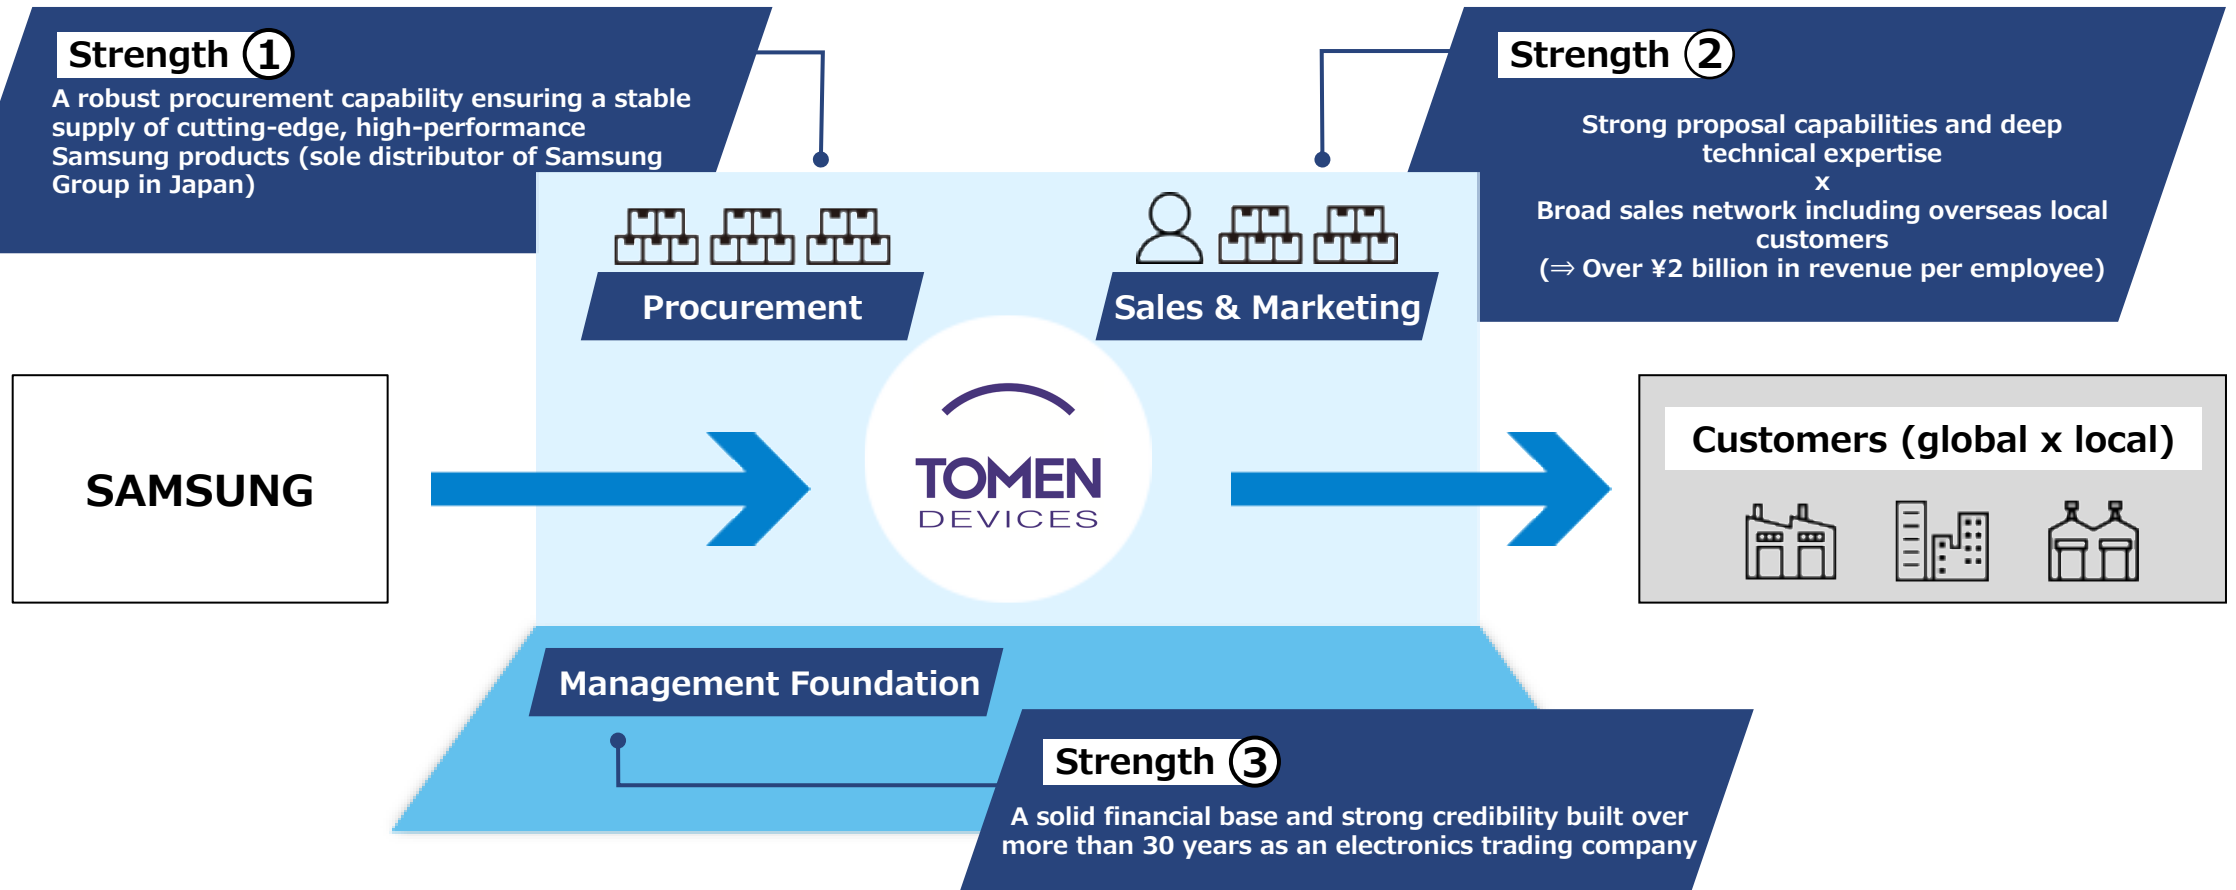 Strength ①
A robust procurement capability ensuring a stable
supply of cutting-edge, high-performance
Samsung products (sole distributor of Samsung
Group in Japan)
Strength ②
Strong proposal capabilities and deep
technical expertise
x
Broad sales network including overseas local
customers
(⇒ Over ¥2 billion in revenue per employee)
Procurement
Sales & Marketing
SAMSUNG
TOMEN
DEVICES
Customers (global x local)
Management Foundation
Strength ③
A solid financial base and strong credibility built over
more than 30 years as an electronics trading company